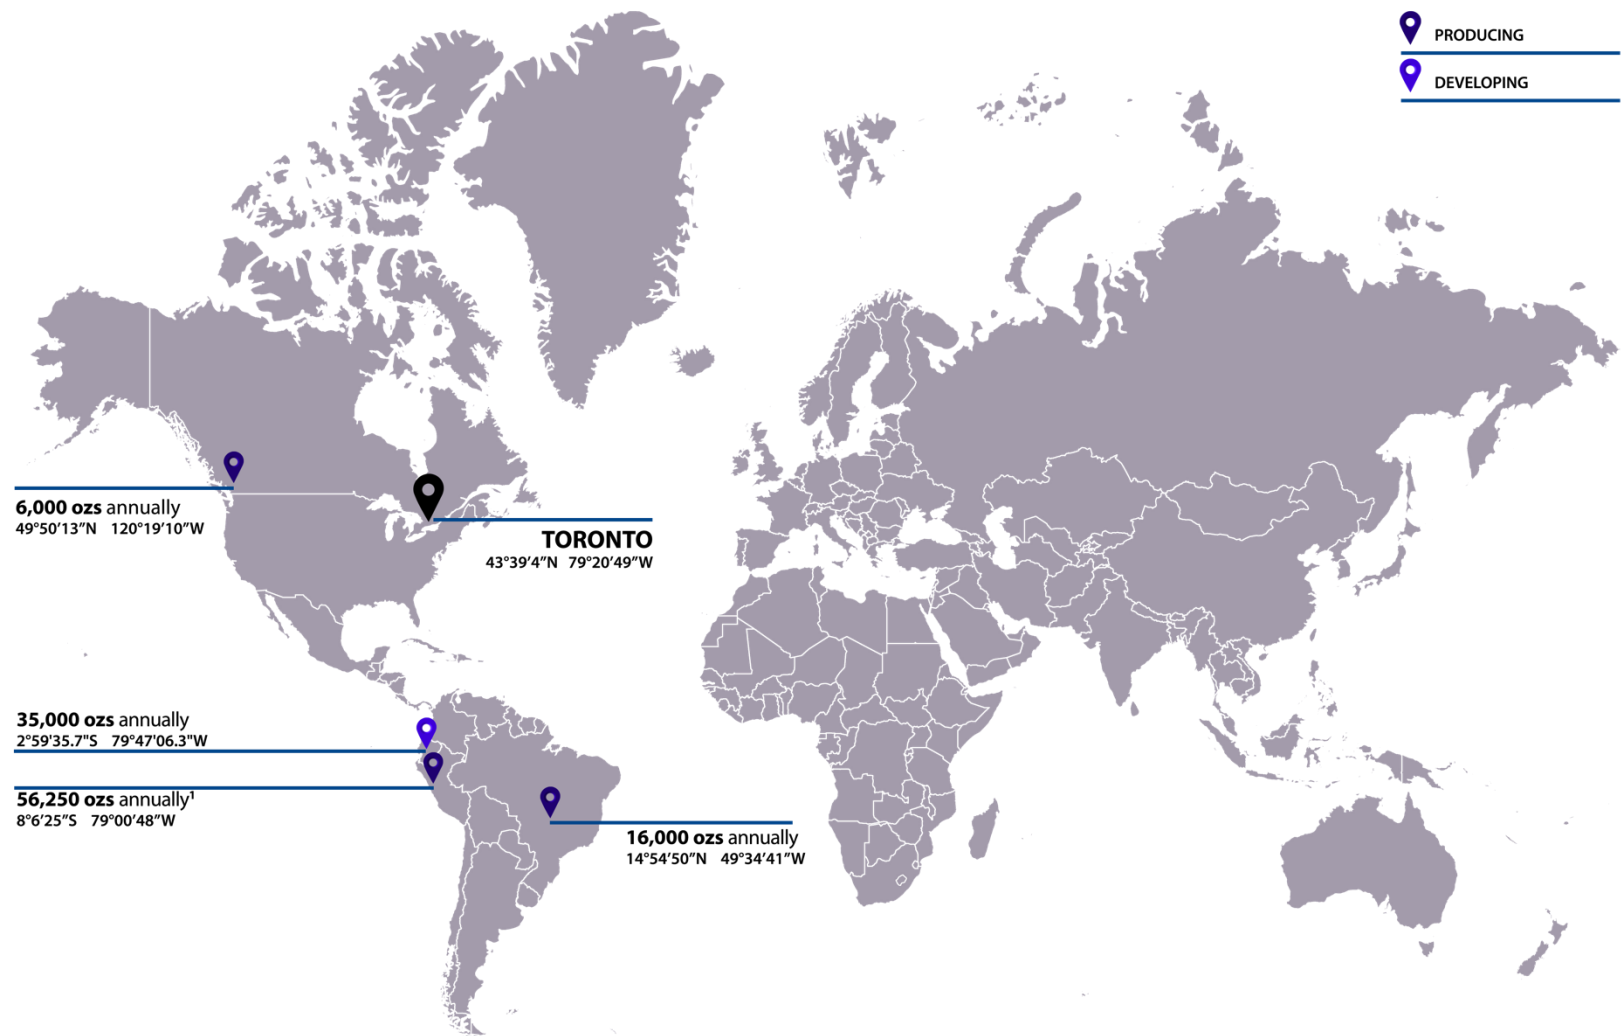 PRODUCING
DEVELOPING
6,000 ozs annually
49°50′13″N 120°19′10″W
TORONTO
43°39′4″N 79°20′49″W
35,000 ozs annually
2°59'35.7"S 79°47'06.3"W
56,250 ozs annually¹
8°6′25″S 79°00′48″W
16,000 ozs annually
14°54′50″N 49°34′41″W